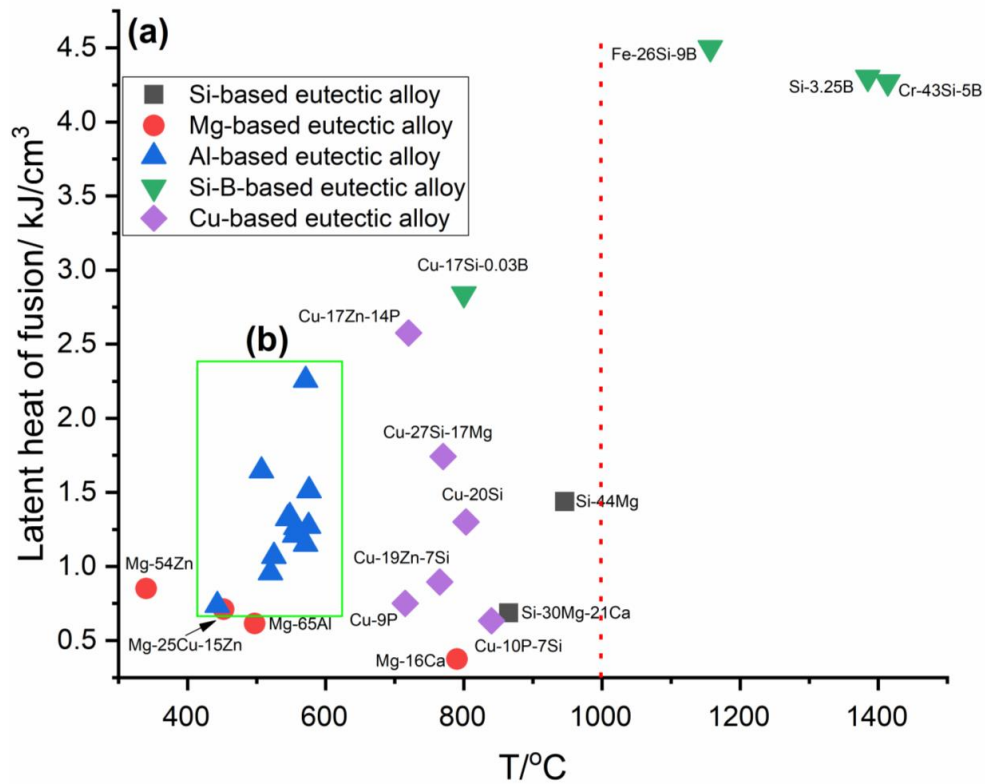 (a)
Si-based eutectic alloy
Mg-based eutectic alloy
Al-based eutectic alloy
Si-B-based eutectic alloy
Cu-based eutectic alloy
Fe-26Si-9B
Si-3.25B
Cr-43Si-5B
Cu-17Si-0.03B
Cu-17Zn-14P
(b)
Cu-27Si-17Mg
Cu-20Si
Si-44Mg
Mg-54Zn
Cu-19Zn-7Si
Cu-9P
Si-30Mg-21Ca
Mg-25Cu-15Zn
Mg-65Al
Cu-10P-7Si
Mg-16Ca
Latent heat of fusion/ kJ/cm³
4.5
4.0
3.5
3.0
2.5
2.0
1.5
1.0
0.5
400 600 800 1000 1200 1400
T/°C